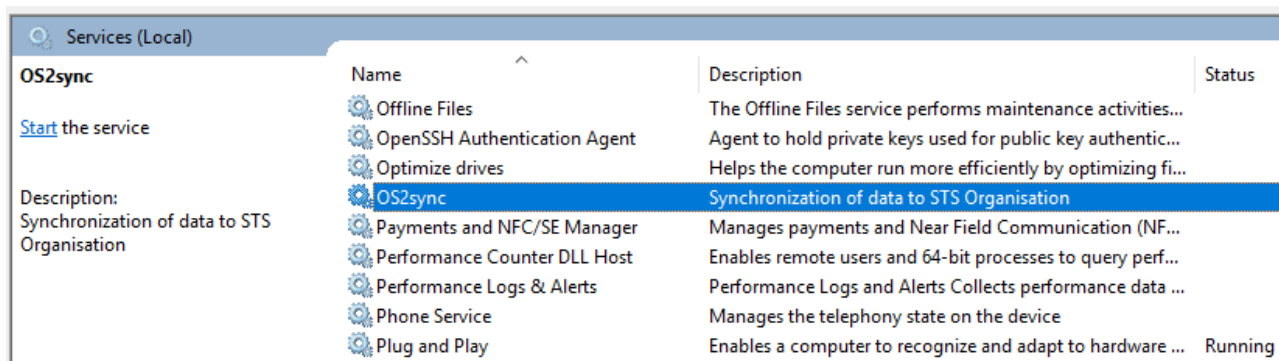 Services (Local)
OS2sync
Start the service
Description:
Synchronization of data to STS
Organisation
Name Description Status
Offline Files The Offline Files service performs maintenance activities...
OpenSSH Authentication Agent Agent to hold private keys used for public key authentic...
Optimize drives Helps the computer run more efficiently by optimizing fi...
OS2sync Synchronization of data to STS Organisation
Payments and NFC/SE Manager Manages payments and Near Field Communication (NF...
Performance Counter DLL Host Enables remote users and 64-bit processes to query perf...
Performance Logs & Alerts Performance Logs and Alerts Collects performance data ...
Phone Service Manages the telephony state on the device
Plug and Play Enables a computer to recognize and adapt to hardware ... Running